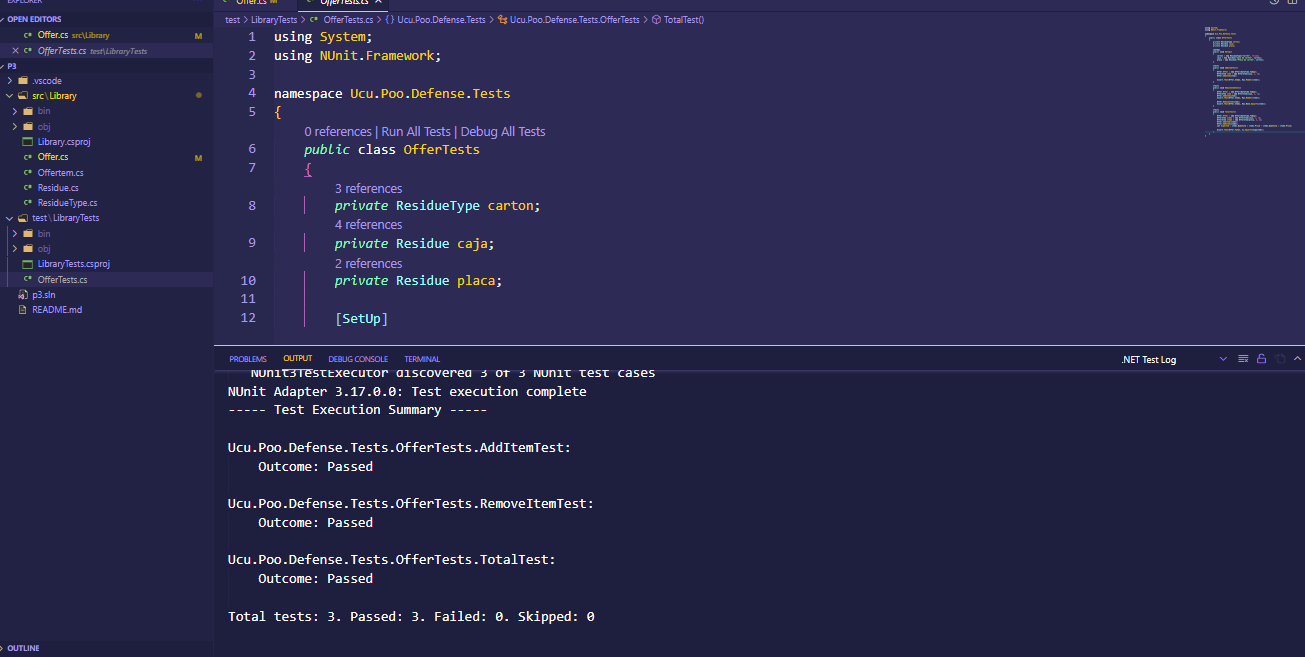 EXPLORER
OPEN EDITORS
Offer.cs src\Library M
OfferTests.cs test\LibraryTests
P3
.vscode
src\Library
bin
obj
Library.csproj
Offer.cs M
OfferItem.cs
Residue.cs
ResidueType.cs
test\LibraryTests
bin
obj
LibraryTests.csproj
OfferTests.cs
p3.sln
README.md
OUTLINE
Offer.cs M
OfferTests.cs
test > LibraryTests > OfferTests.cs > {} Ucu.Poo.Defense.Tests > Ucu.Poo.Defense.Tests.OfferTests > TotalTest()
1 using System;
2 using NUnit.Framework;
3
4 namespace Ucu.Poo.Defense.Tests
5 {
0 references | Run All Tests | Debug All Tests
6 public class OfferTests
7 {
3 references
8 private ResidueType carton;
4 references
9 private Residue caja;
2 references
10 private Residue placa;
11
12 [SetUp]
PROBLEMS OUTPUT DEBUG CONSOLE TERMINAL .NET Test Log
NUnit3TestExecutor discovered 3 of 3 NUnit test cases
NUnit Adapter 3.17.0.0: Test execution complete
----- Test Execution Summary -----
Ucu.Poo.Defense.Tests.OfferTests.AddItemTest:
Outcome: Passed
Ucu.Poo.Defense.Tests.OfferTests.RemoveItemTest:
Outcome: Passed
Ucu.Poo.Defense.Tests.OfferTests.TotalTest:
Outcome: Passed
Total tests: 3. Passed: 3. Failed: 0. Skipped: 0